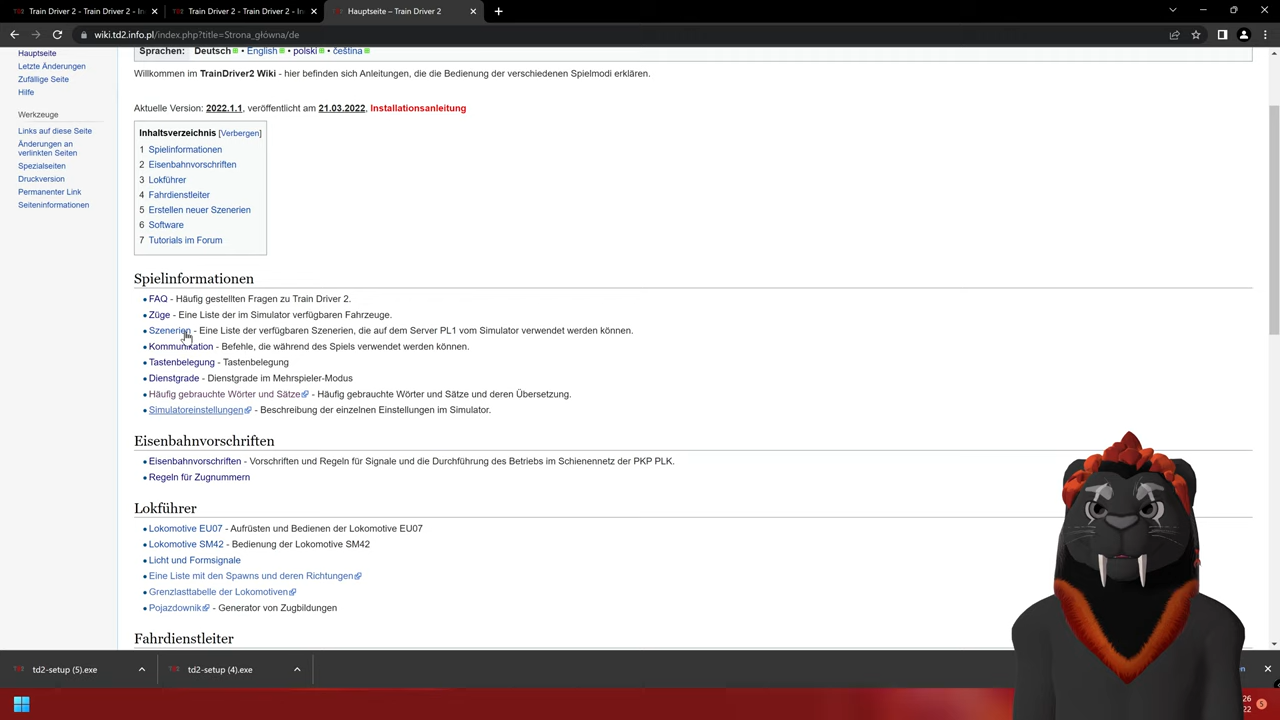 Train Driver 2 - Train Driver 2 - In
Train Driver 2 - Train Driver 2 - In
Hauptseite – Train Driver 2
wiki.td2.info.pl/index.php?title=Strona_główna/de
Hauptseite
Letzte Änderungen
Zufällige Seite
Hilfe
Werkzeuge
Links auf diese Seite
Änderungen an
verlinkten Seiten
Spezialseiten
Druckversion
Permanenter Link
Seiteninformationen
Sprachen: Deutsch • English • polski • čeština
Willkommen im TrainDriver2 Wiki - hier befinden sich Anleitungen, die die Bedienung der verschiedenen Spielmodi erklären.
Aktuelle Version: 2022.1.1, veröffentlicht am 21.03.2022, Installationsanleitung
Inhaltsverzeichnis [Verbergen]
1 Spielinformationen
2 Eisenbahnvorschriften
3 Lokführer
4 Fahrdienstleiter
5 Erstellen neuer Szenerien
6 Software
7 Tutorials im Forum
Spielinformationen
FAQ - Häufig gestellten Fragen zu Train Driver 2.
Züge - Eine Liste der im Simulator verfügbaren Fahrzeuge.
Szenerien - Eine Liste der verfügbaren Szenerien, die auf dem Server PL1 vom Simulator verwendet werden können.
Kommunikation - Befehle, die während des Spiels verwendet werden können.
Tastenbelegung - Tastenbelegung
Dienstgrade - Dienstgrade im Mehrspieler-Modus
Häufig gebrauchte Wörter und Sätze - Häufig gebrauchte Wörter und Sätze und deren Übersetzung.
Simulatoreinstellungen - Beschreibung der einzelnen Einstellungen im Simulator.
Eisenbahnvorschriften
Eisenbahnvorschriften - Vorschriften und Regeln für Signale und die Durchführung des Betriebs im Schienennetz der PKP PLK.
Regeln für Zugnummern
Lokführer
Lokomotive EU07 - Aufrüsten und Bedienen der Lokomotive EU07
Lokomotive SM42 - Bedienung der Lokomotive SM42
Licht und Formsignale
Eine Liste mit den Spawns und deren Richtungen
Grenzlasttabelle der Lokomotiven
Pojazdownik - Generator von Zugbildungen
Fahrdienstleiter
td2-setup (5).exe
td2-setup (4).exe
26
22
5